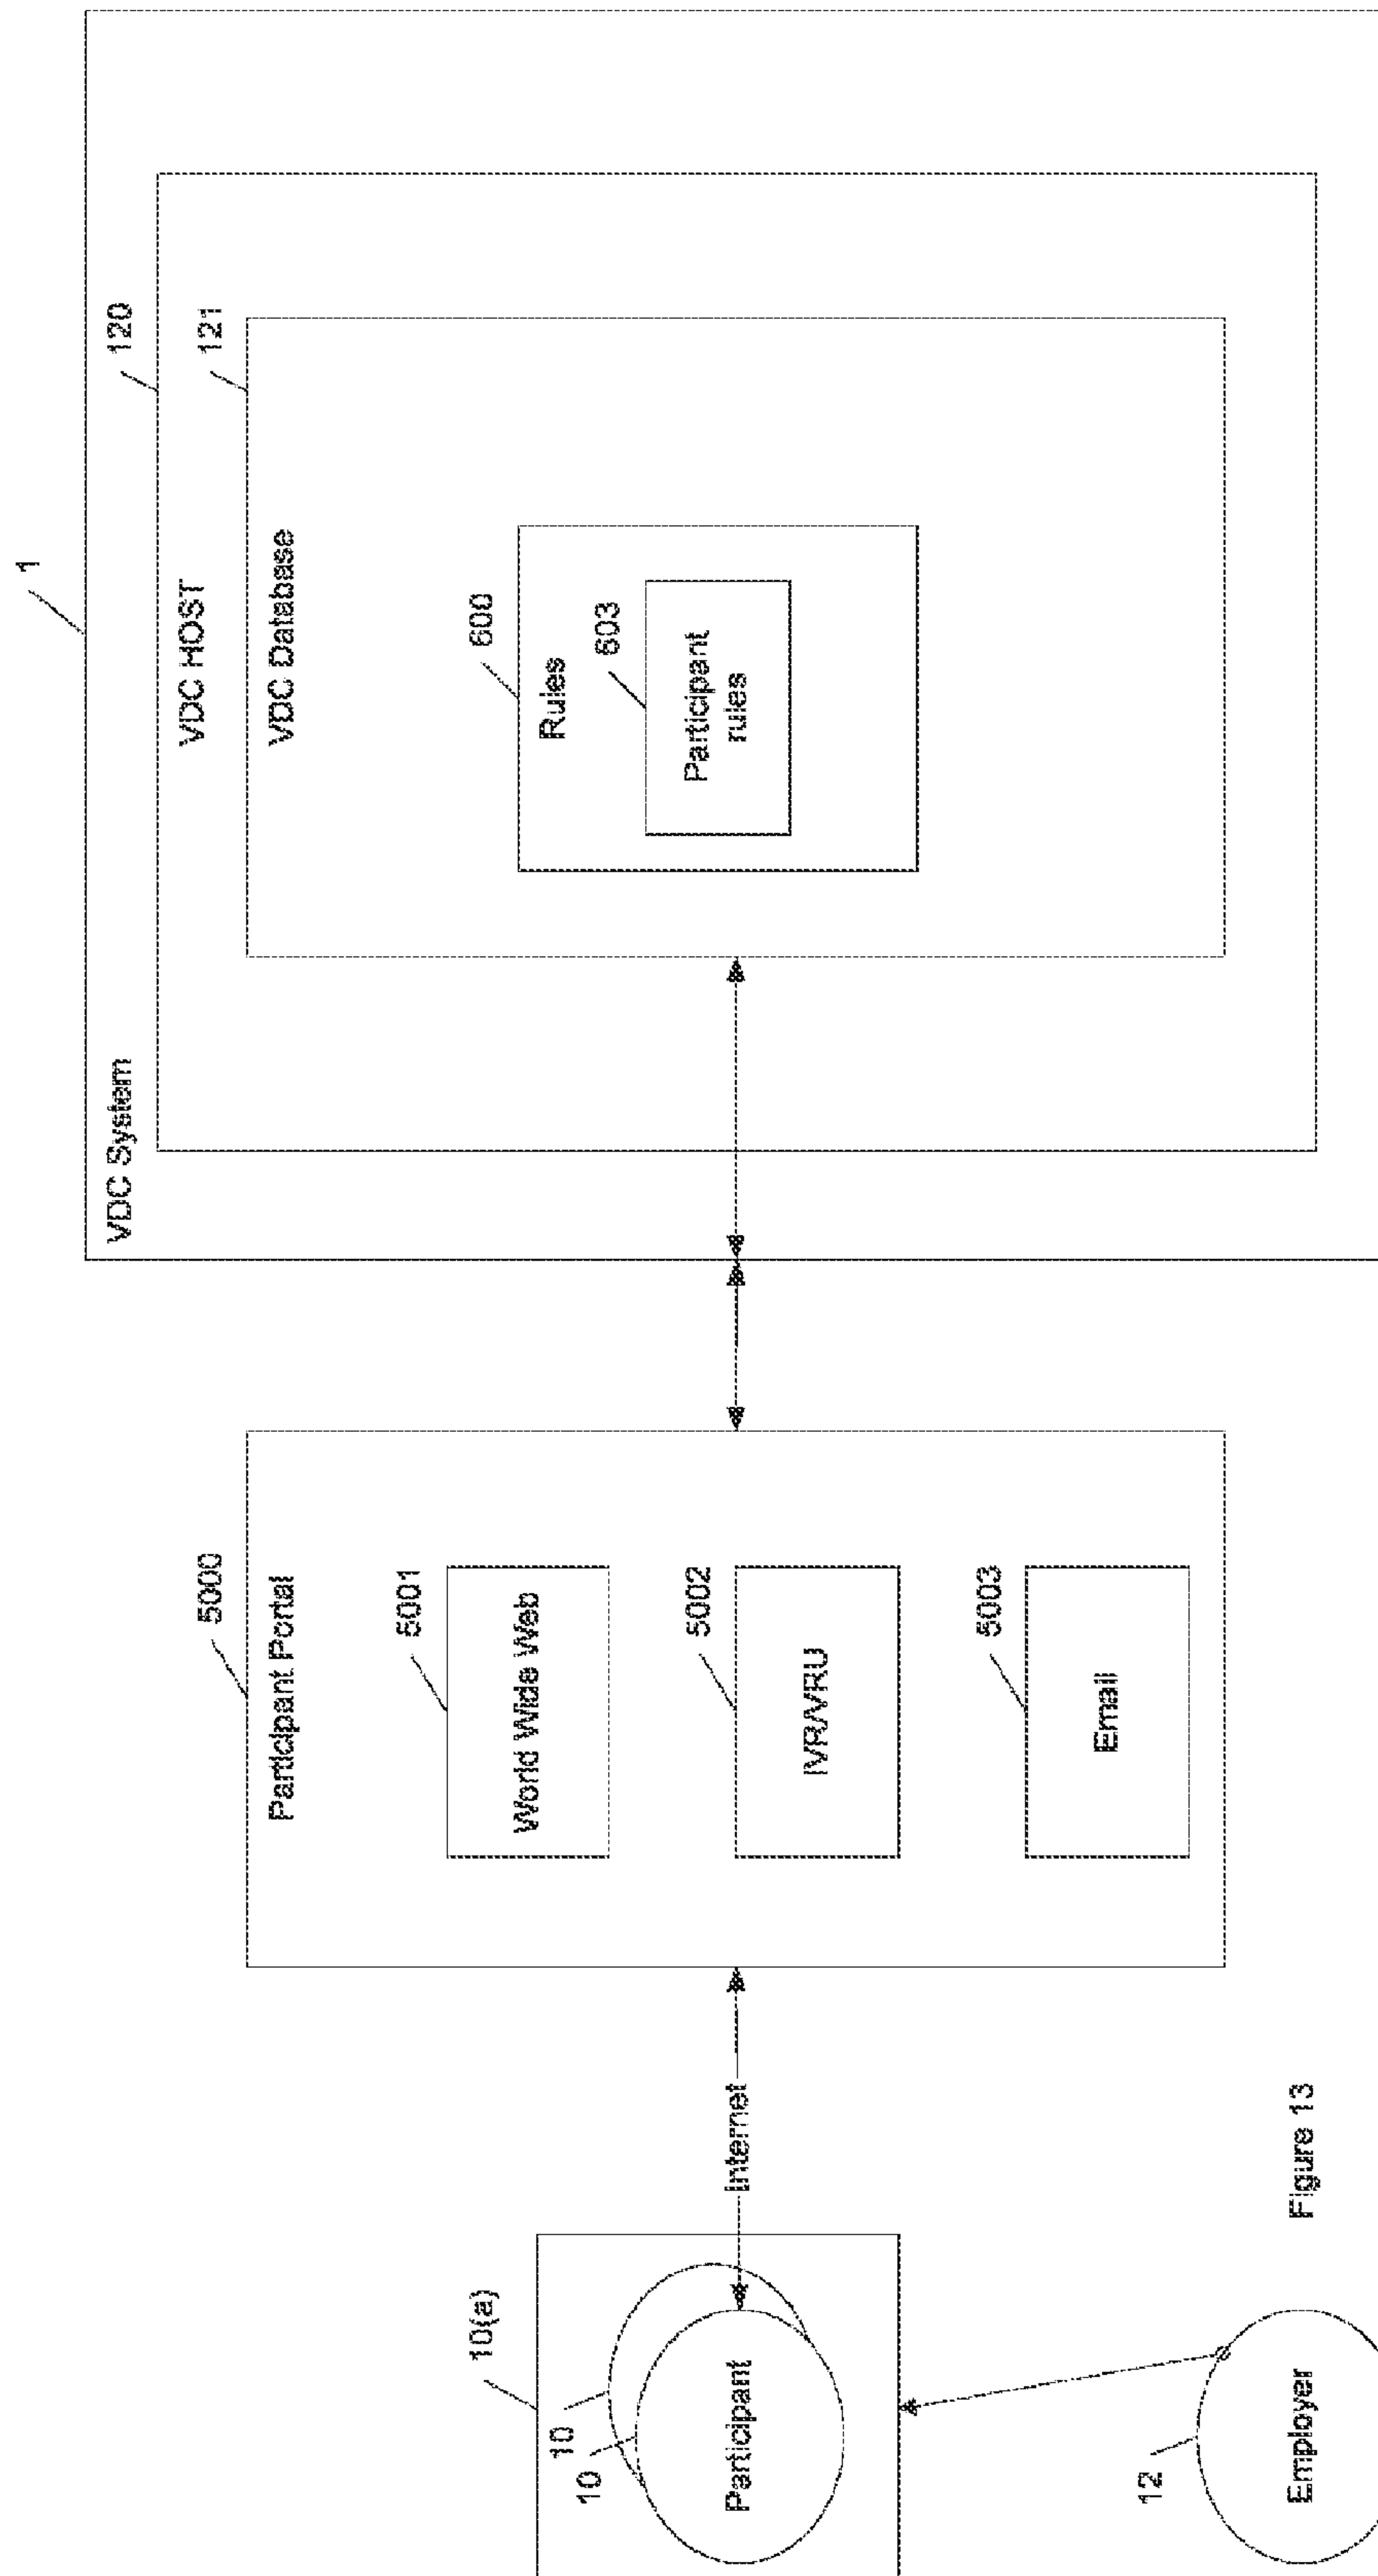 1
VDC System
120
VDC HOST
121
VDC Database
600
Rules
603
Participant
rules
5000
Participant Portal
5001
World Wide Web
5002
IVR/VRU
5003
Email
Internet
10(a)
10
10
Participant
12
Employer
Figure 13